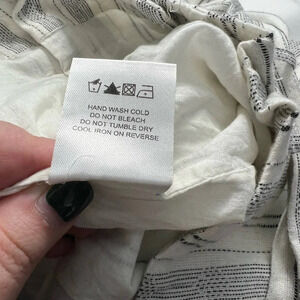 HAND WASH COLD
DO NOT BLEACH
DO NOT TUMBLE DRY
COOL IRON ON REVERSE